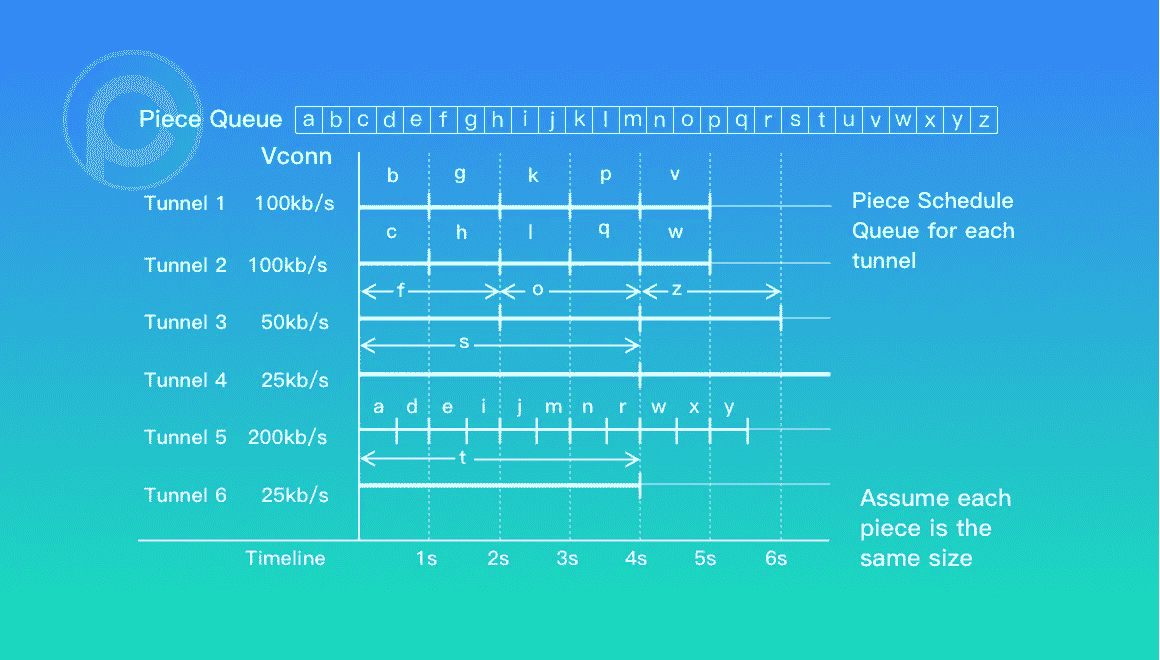 Piece Queue a b c d e f g h i j k l m n o p q r s t u v w x y z
Vconn
b g k p v
Tunnel 1 100kb/s
c h l q w
Tunnel 2 100kb/s
f o z
Tunnel 3 50kb/s
s
Tunnel 4 25kb/s
a d e i j m n r w x y
Tunnel 5 200kb/s
t
Tunnel 6 25kb/s
Timeline 1s 2s 3s 4s 5s 6s
Piece Schedule
Queue for each
tunnel
Assume each
piece is the
same size